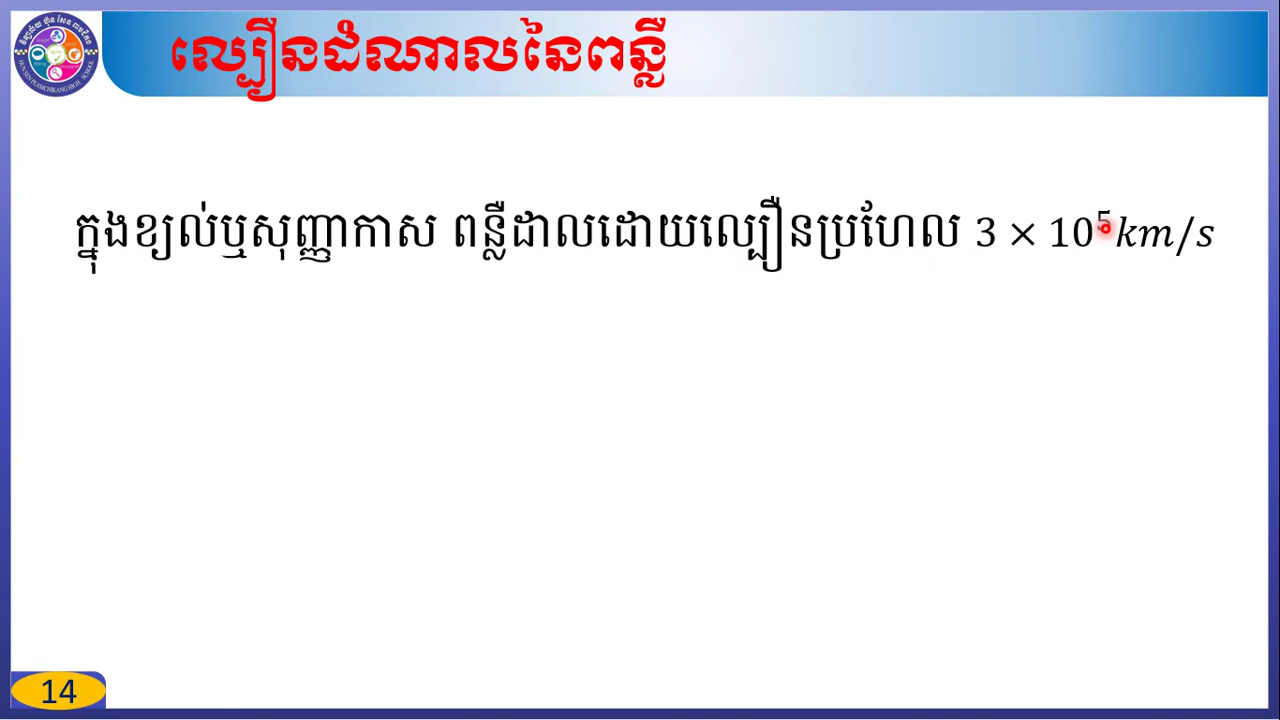 ល្បឿនដំណាលនៃពន្លឺ
ក្នុងខ្យល់ឬសុញ្ញាកាស ពន្លឺដាលដោយល្បឿនប្រហែល 3 × 10⁵km/s
14